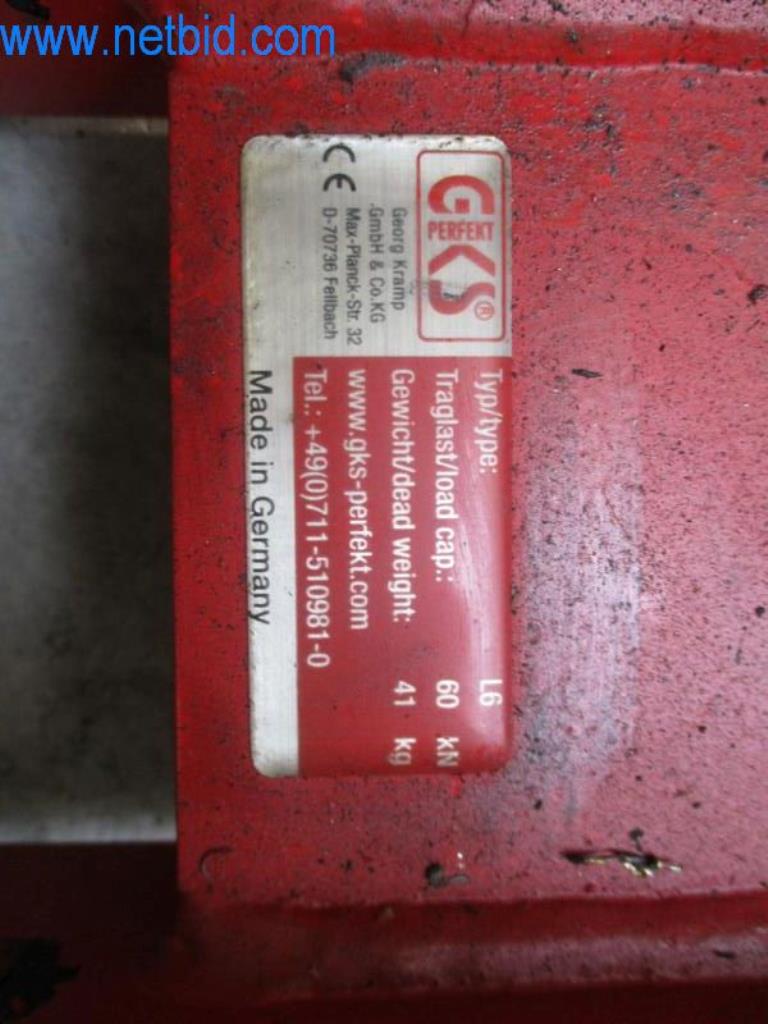 www.netbid.com
GKS®
PERFEKT
Georg Kramp
.GmbH & Co.KG
Max-Planck-Str. 32
D-70736 Fellbach
CE
Typ/type: L6
Traglast/load cap.: 60 kN
Gewicht/dead weight: 41 kg
www.gks-perfekt.com
Tel.: +49(0)711-510981-0
Made in Germany